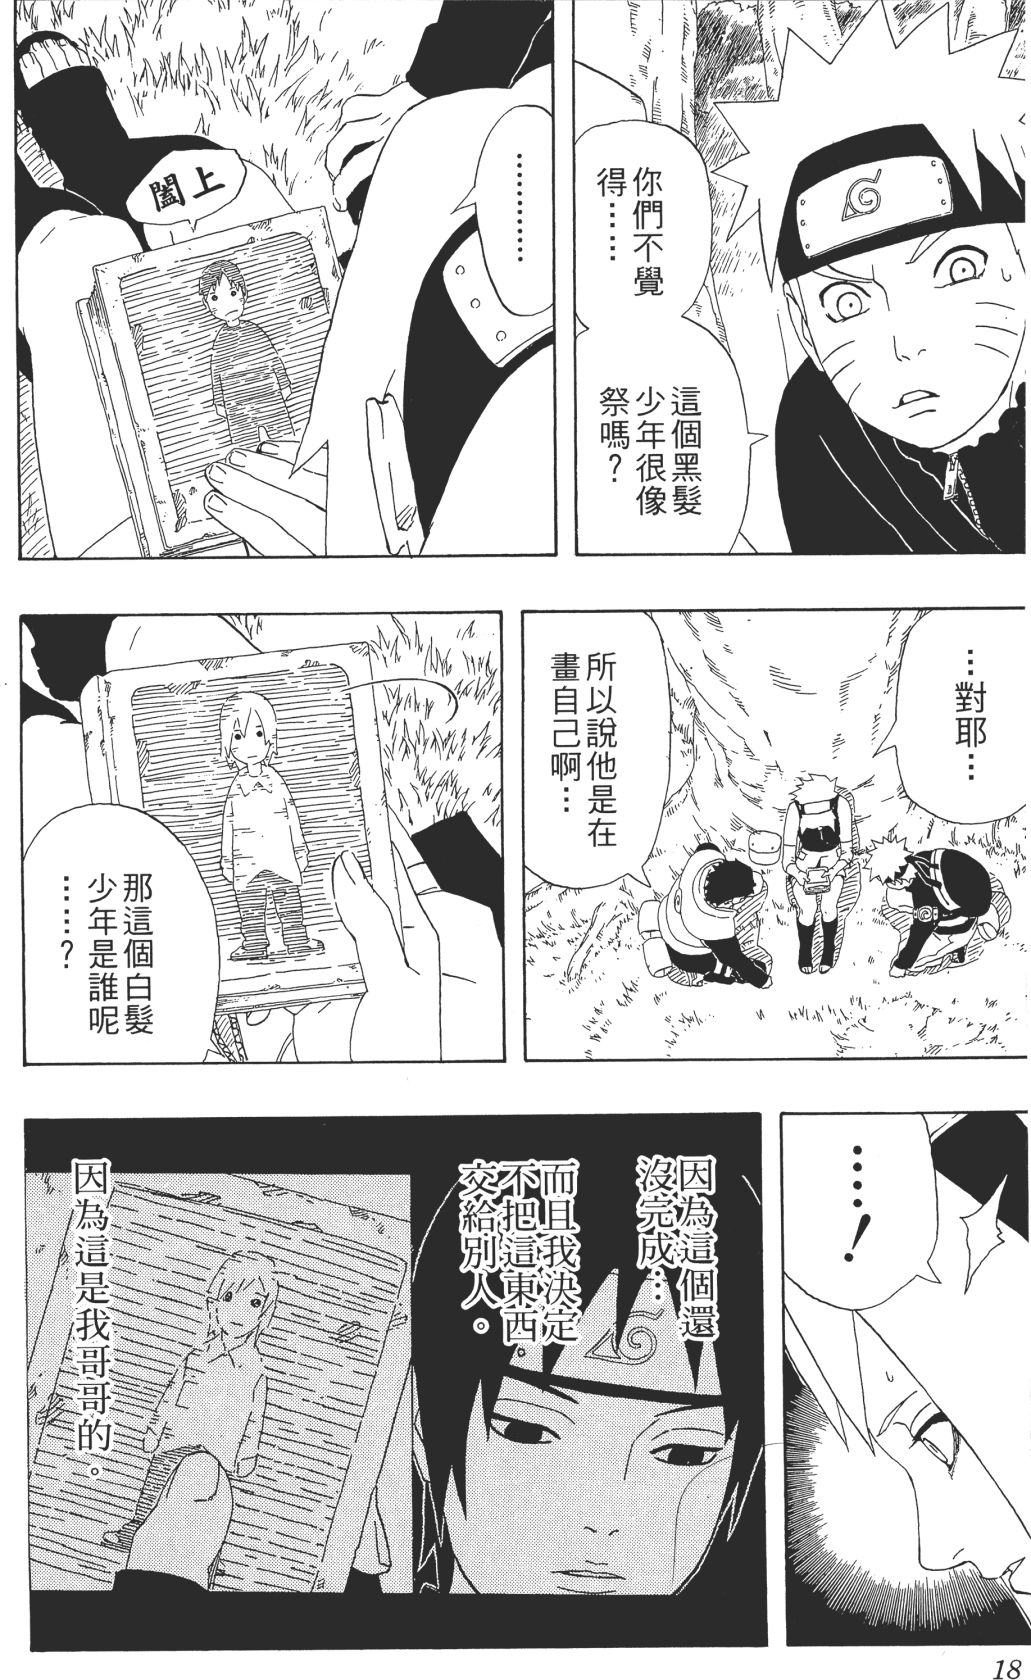 你們不覺
得……
這個黑髮
少年很像
祭嗎？
…………
闔上
…對耶…
所以說他是在
畫自己啊…
那這個白髮
少年是誰呢
……？
……！
因為這個還
沒完成…
而且我決定
不把這東西
交給別人。
因為這是我哥哥的。
18